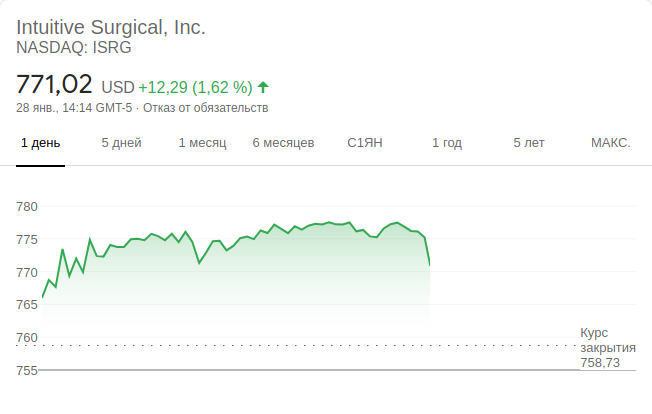 Intuitive Surgical, Inc.
NASDAQ: ISRG
771,02 USD +12,29 (1,62 %)
28 янв., 14:14 GMT-5 · Отказ от обязательств
1 день 5 дней 1 месяц 6 месяцев С1ЯН 1 год 5 лет МАКС.
780
775
770
765
760
Курс
закрытия
758,73
755